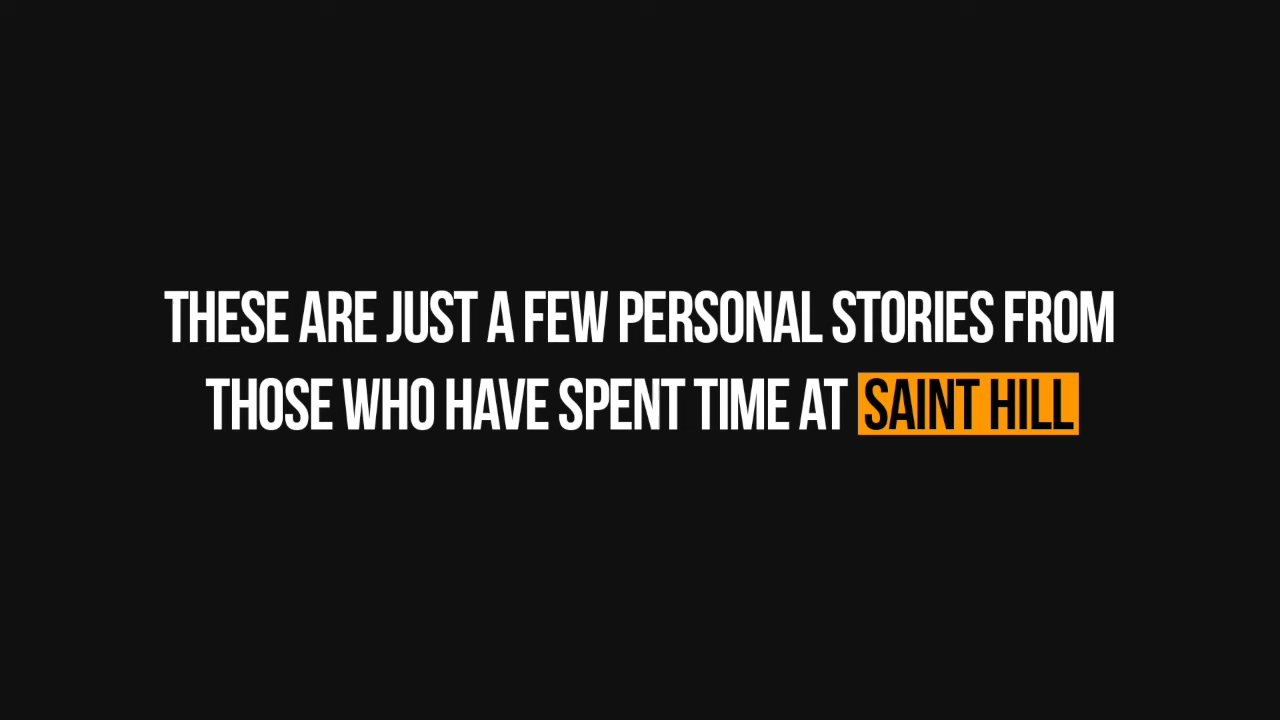 THESE ARE JUST A FEW PERSONAL STORIES FROM
THOSE WHO HAVE SPENT TIME AT SAINT HILL